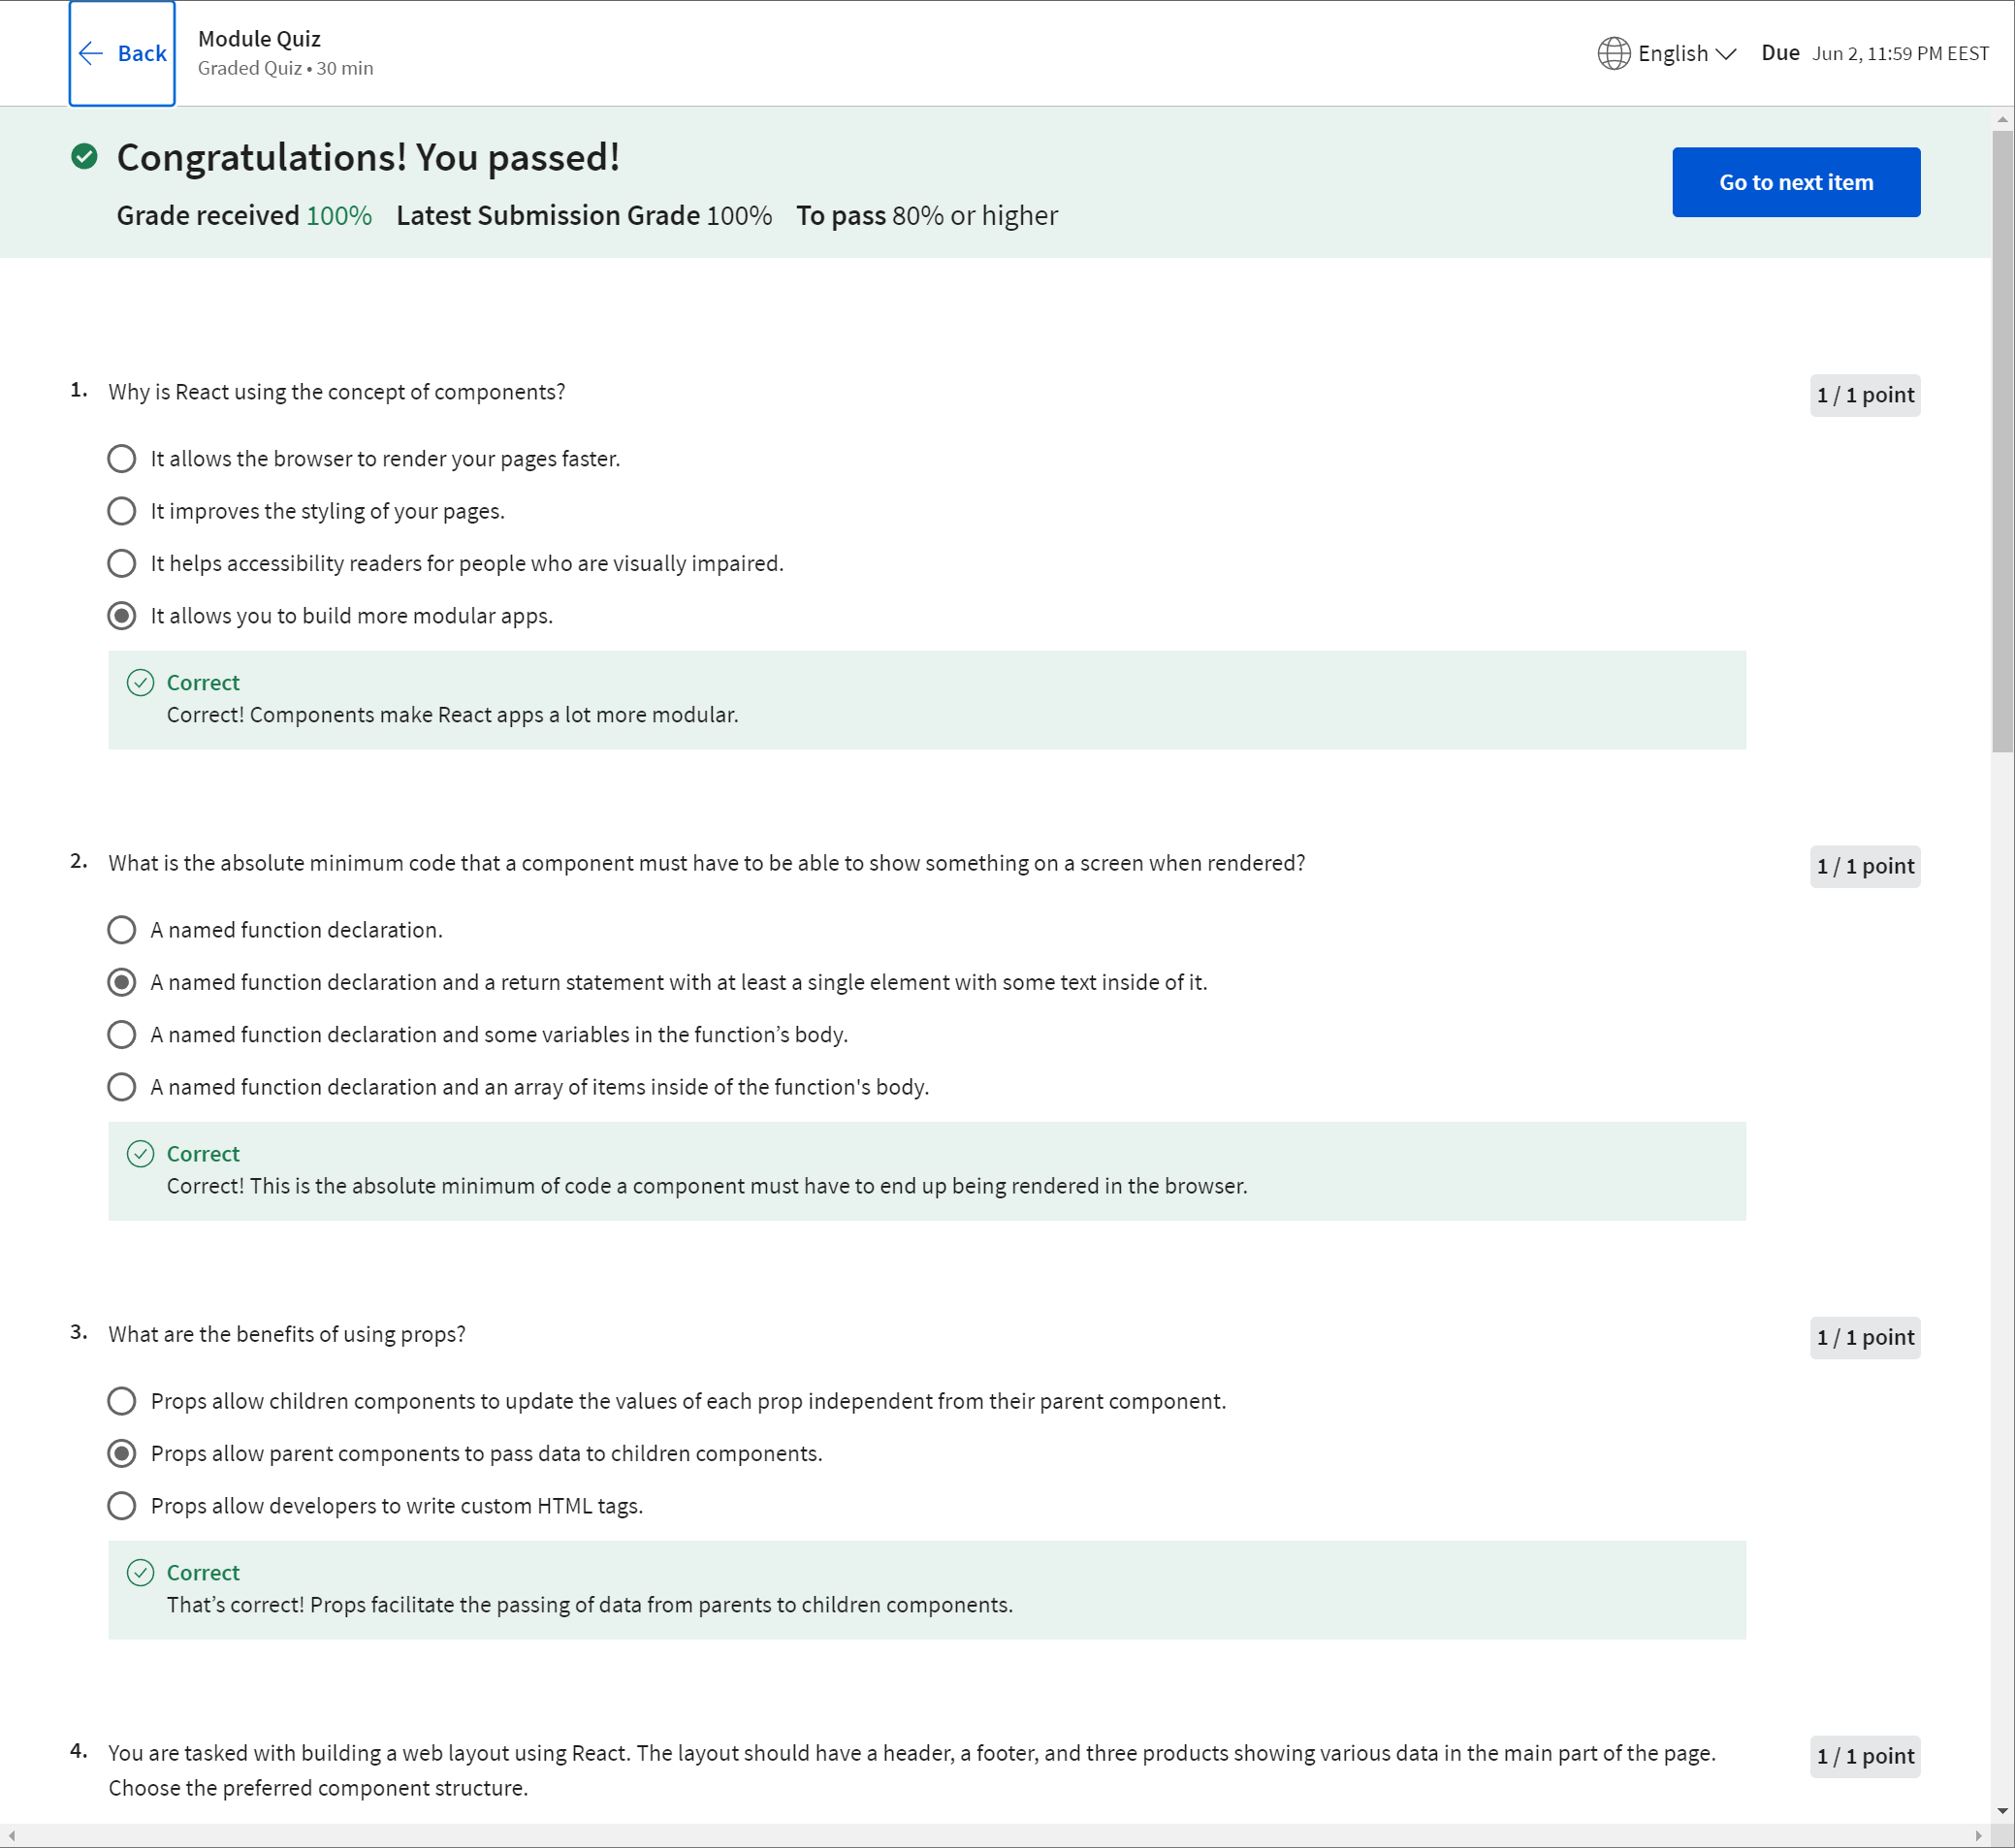 Back
Module Quiz
Graded Quiz • 30 min
English
Due Jun 2, 11:59 PM EEST
Congratulations! You passed!
Grade received 100% Latest Submission Grade 100% To pass 80% or higher
Go to next item
1. Why is React using the concept of components?
1 / 1 point
It allows the browser to render your pages faster.
It improves the styling of your pages.
It helps accessibility readers for people who are visually impaired.
It allows you to build more modular apps.
Correct
Correct! Components make React apps a lot more modular.
2. What is the absolute minimum code that a component must have to be able to show something on a screen when rendered?
1 / 1 point
A named function declaration.
A named function declaration and a return statement with at least a single element with some text inside of it.
A named function declaration and some variables in the function’s body.
A named function declaration and an array of items inside of the function's body.
Correct
Correct! This is the absolute minimum of code a component must have to end up being rendered in the browser.
3. What are the benefits of using props?
1 / 1 point
Props allow children components to update the values of each prop independent from their parent component.
Props allow parent components to pass data to children components.
Props allow developers to write custom HTML tags.
Correct
That’s correct! Props facilitate the passing of data from parents to children components.
4. You are tasked with building a web layout using React. The layout should have a header, a footer, and three products showing various data in the main part of the page.
Choose the preferred component structure.
1 / 1 point